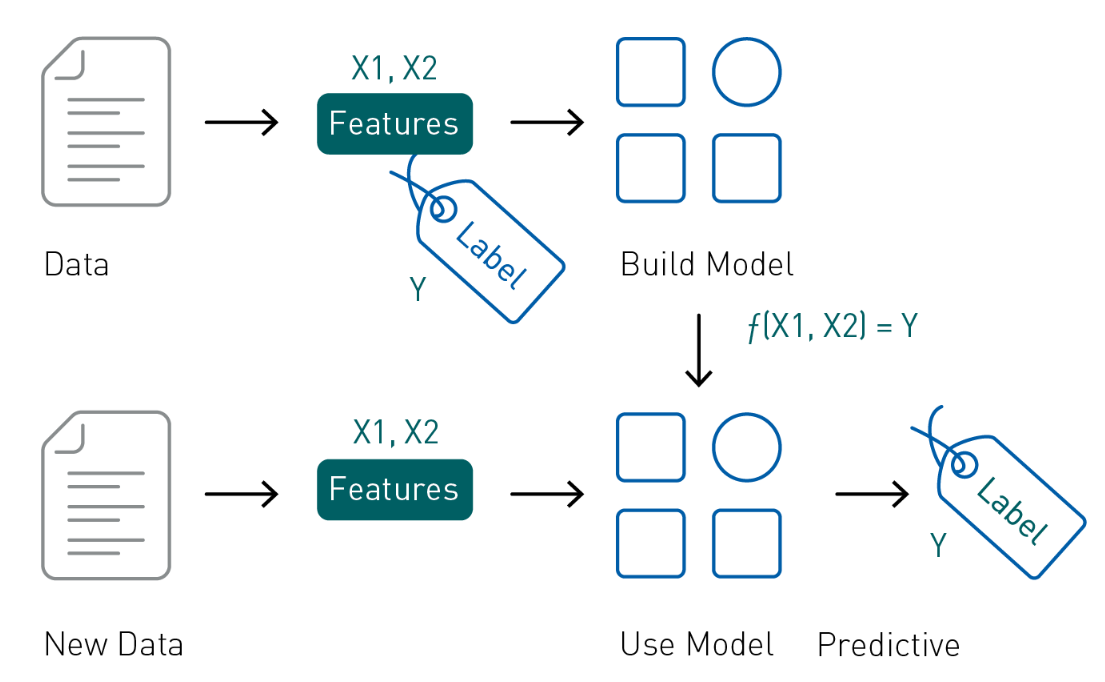 X1, X2
Features
Label
Y
Data
Build Model
f(X1, X2) = Y
X1, X2
Features
Label
Y
New Data
Use Model
Predictive